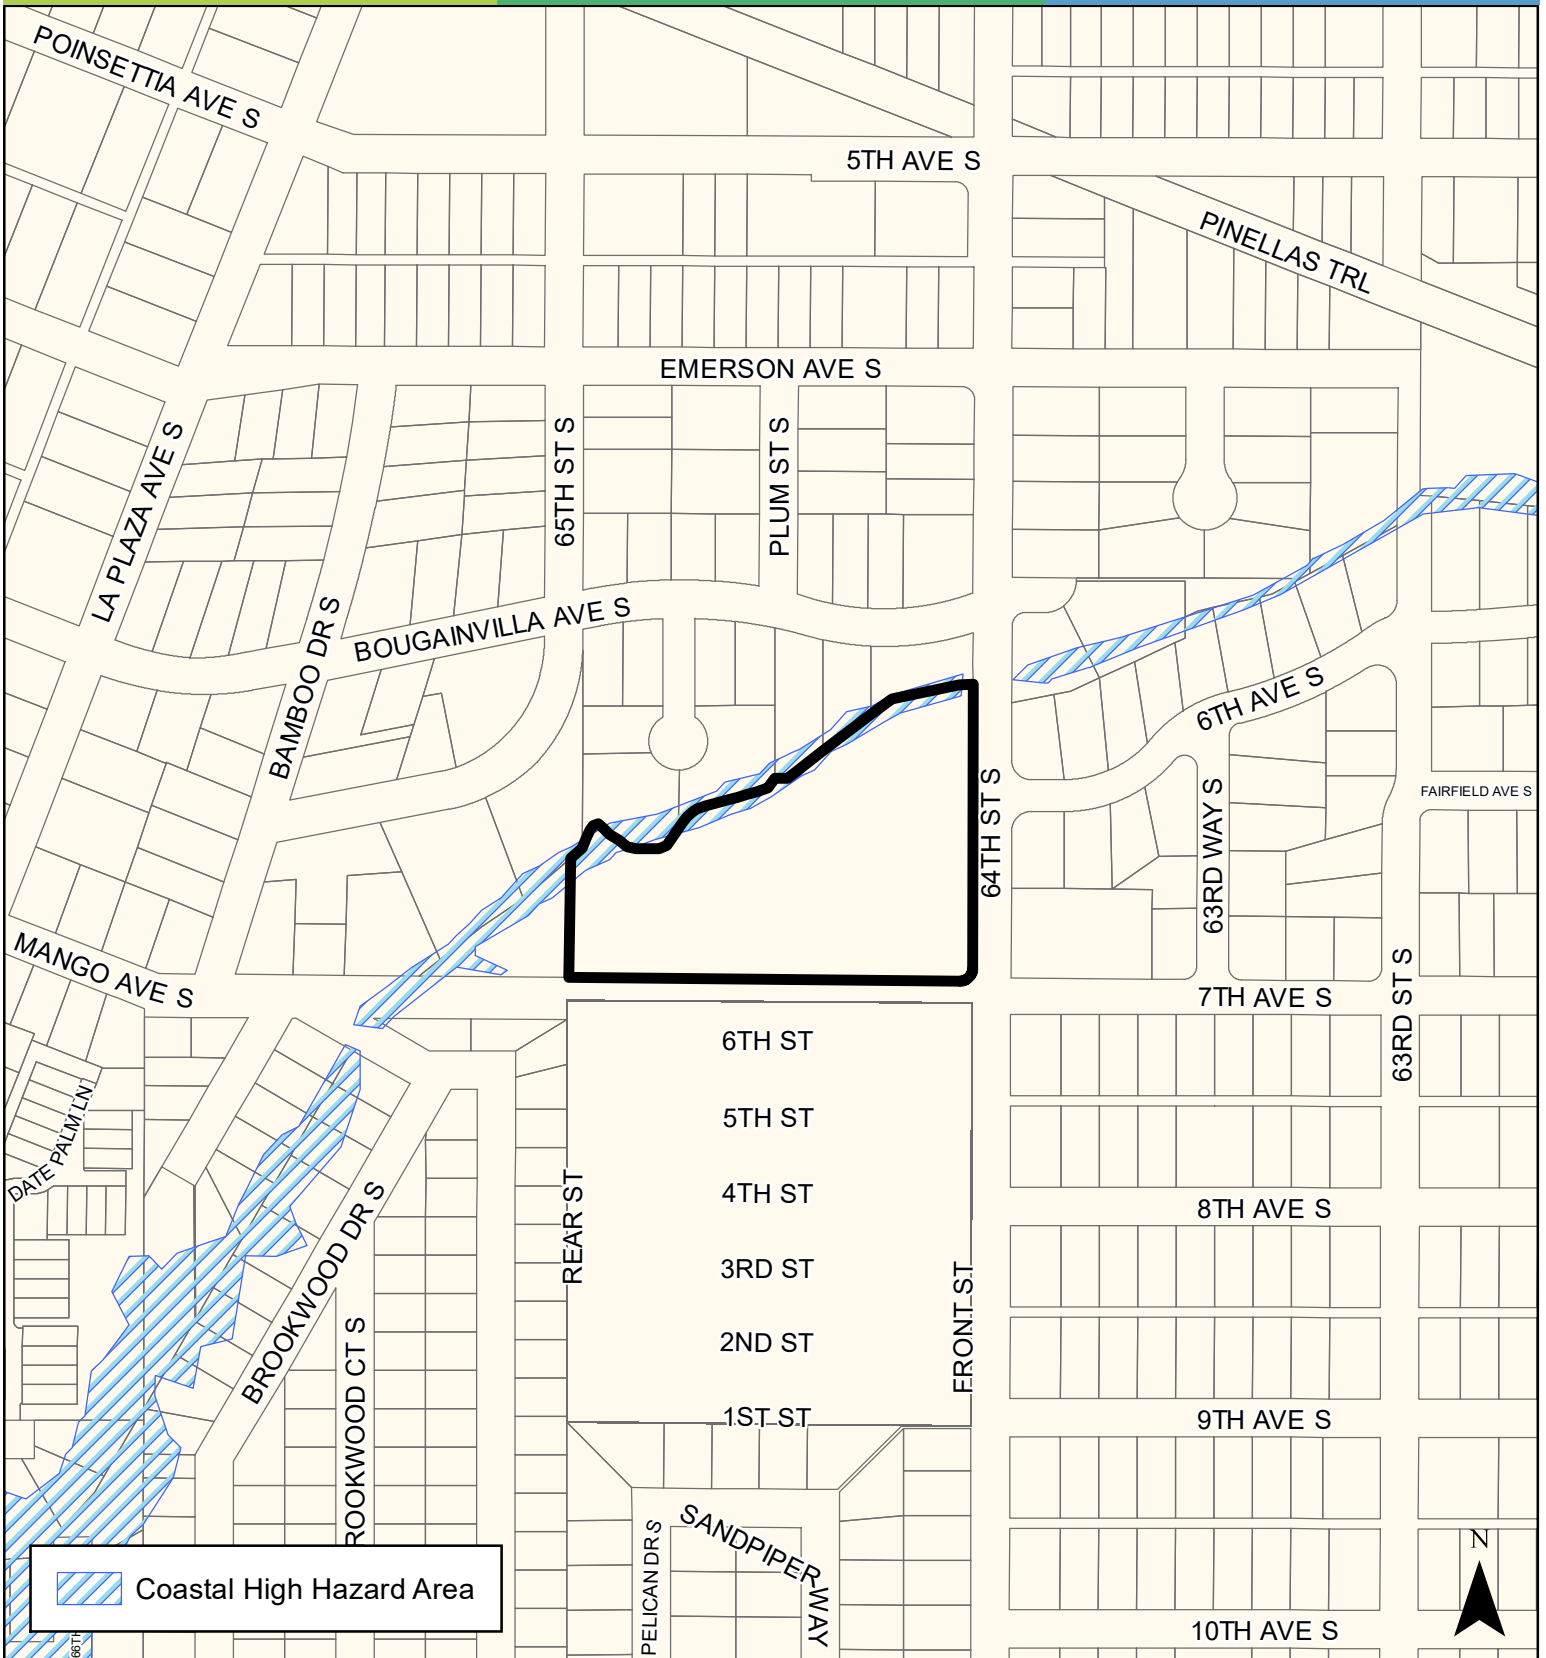 POINSETTIA AVE S
5TH AVE S
PINELLAS TRL
EMERSON AVE S
LA PLAZA AVE S
65TH ST S
PLUM ST S
BAMBOO DR S
BOUGAINVILLA AVE S
6TH AVE S
64TH ST S
63RD WAY S
FAIRFIELD AVE S
MANGO AVE S
7TH AVE S
63RD ST S
6TH ST
DATE PALM LN
5TH ST
4TH ST
8TH AVE S
REAR ST
3RD ST
FRONT ST
BROOKWOOD DR S
2ND ST
ROOKWOOD CT S
1ST ST
9TH AVE S
SANDPIPER WAY
PELICAN DR S
N
Coastal High Hazard Area
66TH
10TH AVE S